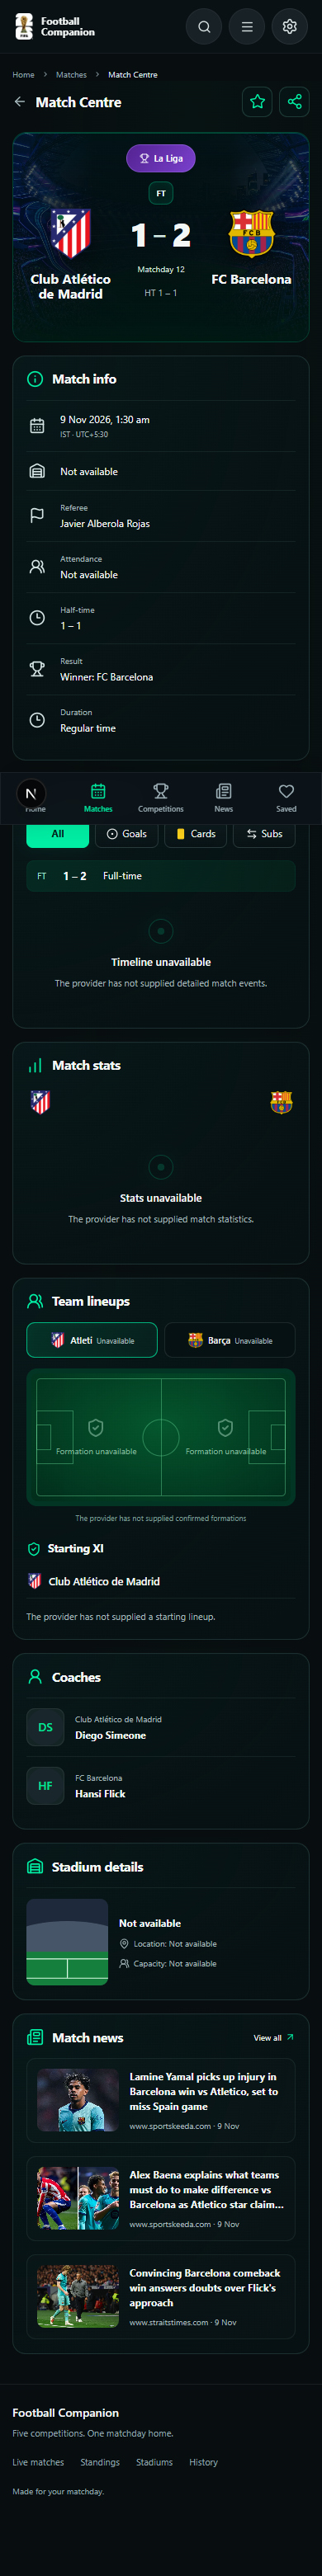 Football
Companion
Home > Matches > Match Centre
Match Centre
La Liga
FT
1 – 2
Matchday 12
HT 1 – 1
Club Atlético
de Madrid
FC Barcelona
Match info
9 Nov 2026, 1:30 am
IST · UTC+5:30
Not available
Referee
Javier Alberola Rojas
Attendance
Not available
Half-time
1 – 1
Result
Winner: FC Barcelona
Duration
Regular time
Home
Matches
Competitions
News
Saved
All
Goals
Cards
Subs
FT 1 – 2 Full-time
Timeline unavailable
The provider has not supplied detailed match events.
Match stats
Stats unavailable
The provider has not supplied match statistics.
Team lineups
Atleti Unavailable
Barça Unavailable
Formation unavailable
Formation unavailable
The provider has not supplied confirmed formations
Starting XI
Club Atlético de Madrid
The provider has not supplied a starting lineup.
Coaches
DS
Club Atlético de Madrid
Diego Simeone
HF
FC Barcelona
Hansi Flick
Stadium details
Not available
Location: Not available
Capacity: Not available
Match news
View all
Lamine Yamal picks up injury in
Barcelona win vs Atletico, set to
miss Spain game
www.sportskeeda.com · 9 Nov
Alex Baena explains what teams
must do to make difference vs
Barcelona as Atletico star claim...
www.sportskeeda.com · 9 Nov
Convincing Barcelona comeback
win answers doubts over Flick's
approach
www.straitstimes.com · 9 Nov
Football Companion
Five competitions. One matchday home.
Live matches
Standings
Stadiums
History
Made for your matchday.